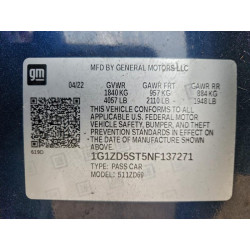 gm
MFD BY GENERAL MOTORS LLC
04/22 GVWR GAWR FRT GAWR RR
1840 KG 957 KG 884 KG
4057 LB 2110 LB 1948 LB
THIS VEHICLE CONFORMS TO ALL
APPLICABLE U.S. FEDERAL MOTOR
VEHICLE SAFETY, BUMPER, AND THEFT
PREVENTION STANDARDS IN EFFECT ON
THE DATE OF MANUFACTURE SHOWN ABOVE.
1G1ZD5ST5NF137271
TYPE: PASS CAR
MODEL: S11ZD69